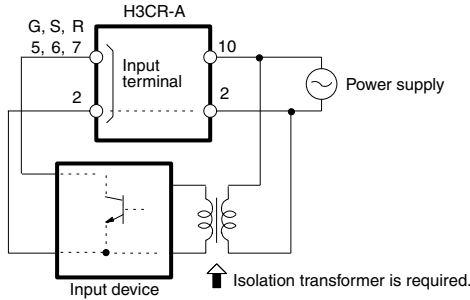 H3CR-A
G, S, R
5, 6, 7
10
Input
terminal
2
2
Power supply
Input device
Isolation transformer is required.